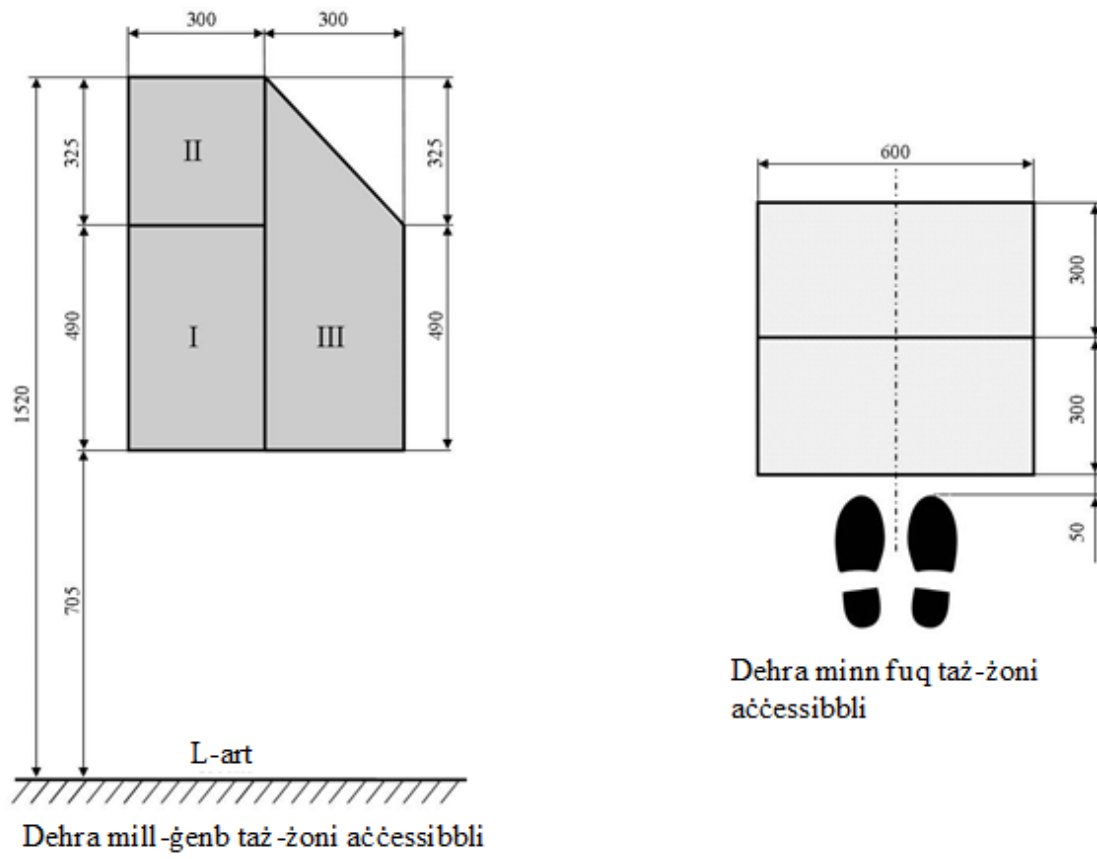 300
300
325
II
325
490
I
III
490
1520
705
L-art
Dehra mill-ġenb taż-żoni aċċessibbli
600
300
300
50
Dehra minn fuq taż-żoni
aċċessibbli